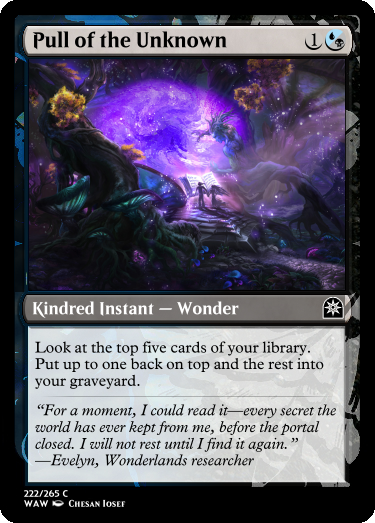 Pull of the Unknown 1
Kindred Instant — Wonder
Look at the top five cards of your library.
Put up to one back on top and the rest into
your graveyard.
“For a moment, I could read it—every secret the
world has ever kept from me, before the portal
closed. I will not rest until I find it again.”
—Evelyn, Wonderlands researcher
222/265 C
WAW Chesan Iosef